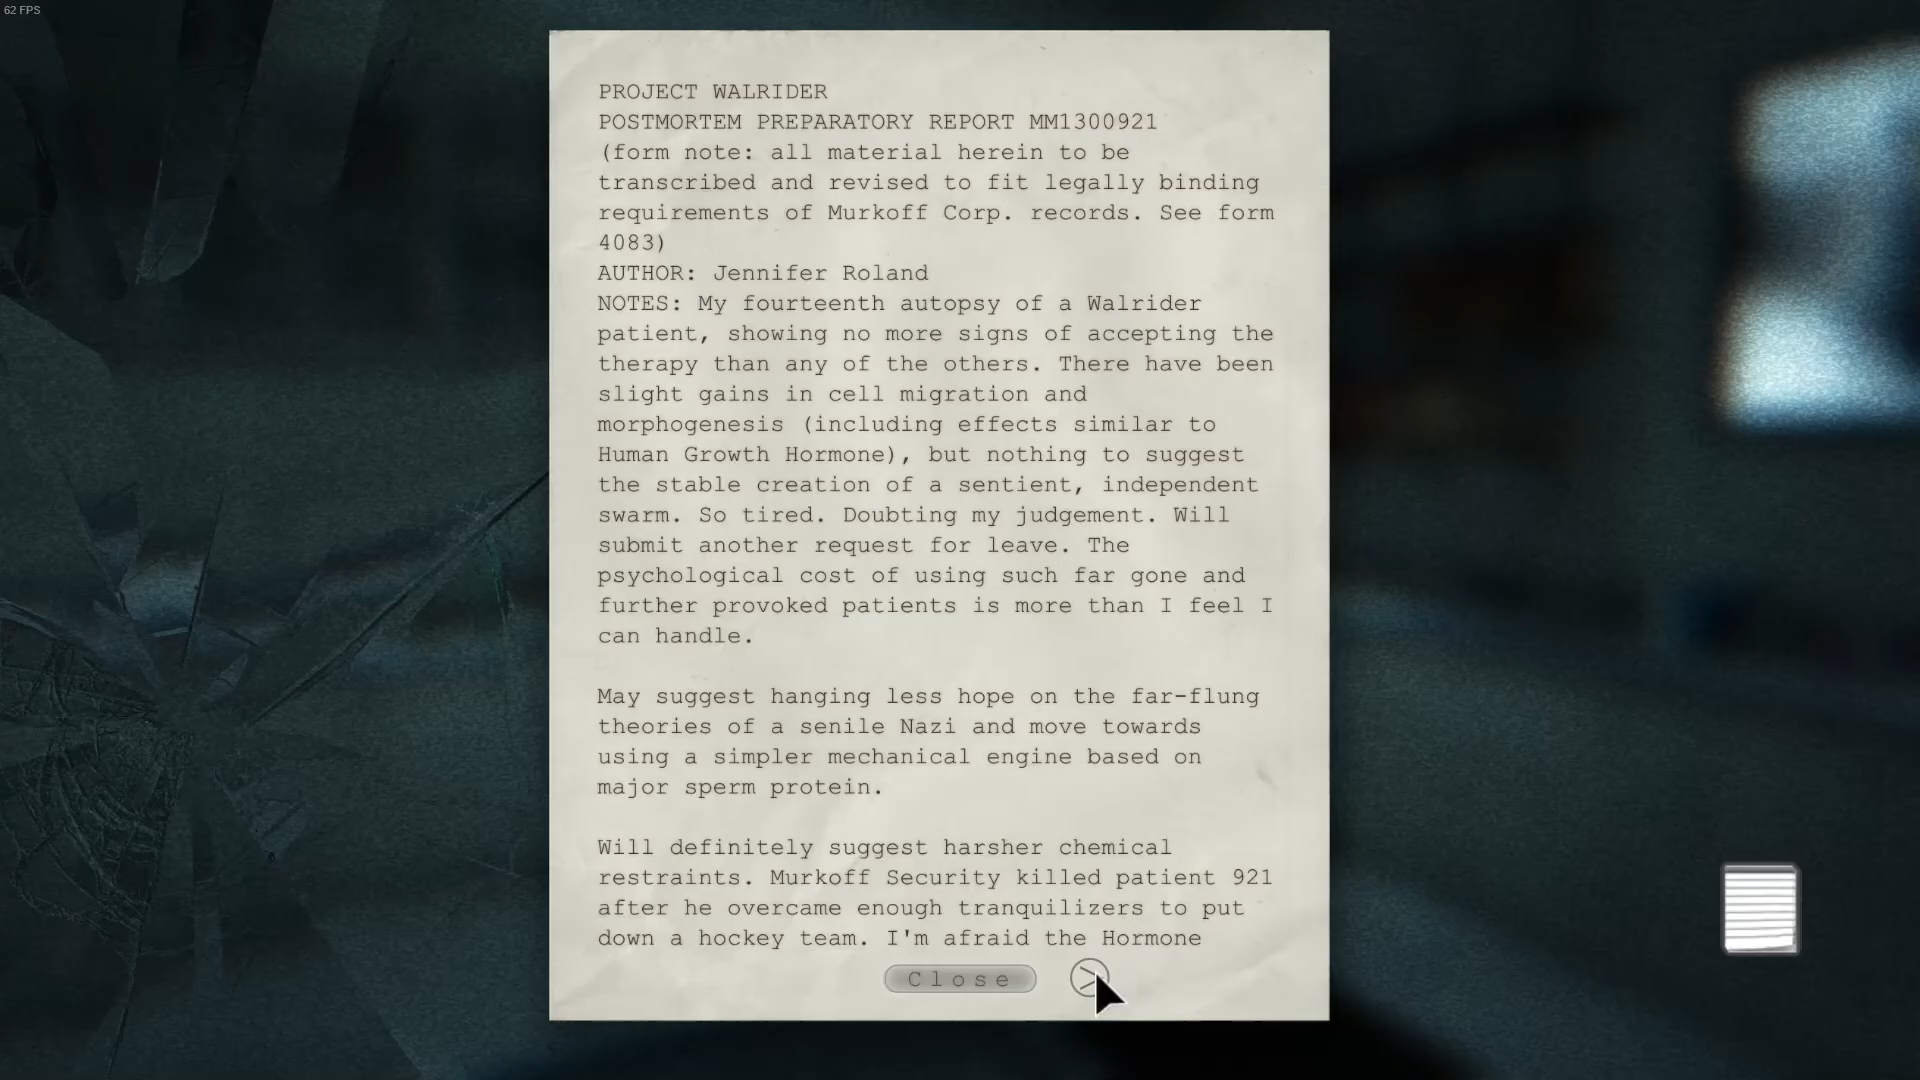 62 FPS
PROJECT WALRIDER
POSTMORTEM PREPARATORY REPORT MM1300921
(form note: all material herein to be
transcribed and revised to fit legally binding
requirements of Murkoff Corp. records. See form
4083)
AUTHOR: Jennifer Roland
NOTES: My fourteenth autopsy of a Walrider
patient, showing no more signs of accepting the
therapy than any of the others. There have been
slight gains in cell migration and
morphogenesis (including effects similar to
Human Growth Hormone), but nothing to suggest
the stable creation of a sentient, independent
swarm. So tired. Doubting my judgement. Will
submit another request for leave. The
psychological cost of using such far gone and
further provoked patients is more than I feel I
can handle.
May suggest hanging less hope on the far-flung
theories of a senile Nazi and move towards
using a simpler mechanical engine based on
major sperm protein.
Will definitely suggest harsher chemical
restraints. Murkoff Security killed patient 921
after he overcame enough tranquilizers to put
down a hockey team. I'm afraid the Hormone
Close >